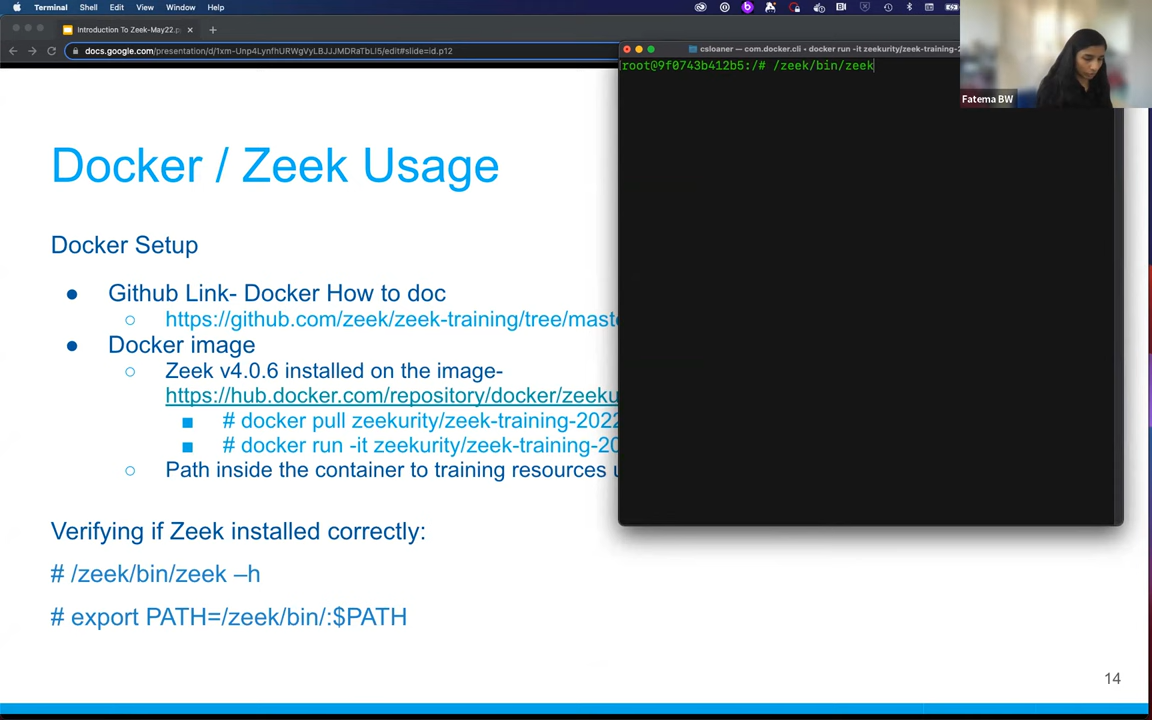 Terminal Shell Edit View Window Help
Introduction To Zeek-May22.p
docs.google.com/presentation/d/1xm-Unp4LynfhURWgVyLBJJJMDRaTbLI5/edit#slide=id.p12
csloaner — com.docker.cli • docker run -it zeekurity/zeek-training-2
root@9f0743b412b5:/# /zeek/bin/zeek
Fatema BW
Docker / Zeek Usage
Docker Setup
● Github Link- Docker How to doc
○ https://github.com/zeek/zeek-training/tree/maste
● Docker image
○ Zeek v4.0.6 installed on the image-
https://hub.docker.com/repository/docker/zeeku
■ # docker pull zeekurity/zeek-training-2022
■ # docker run -it zeekurity/zeek-training-20
○ Path inside the container to training resources u
Verifying if Zeek installed correctly:
# /zeek/bin/zeek –h
# export PATH=/zeek/bin/:$PATH
14